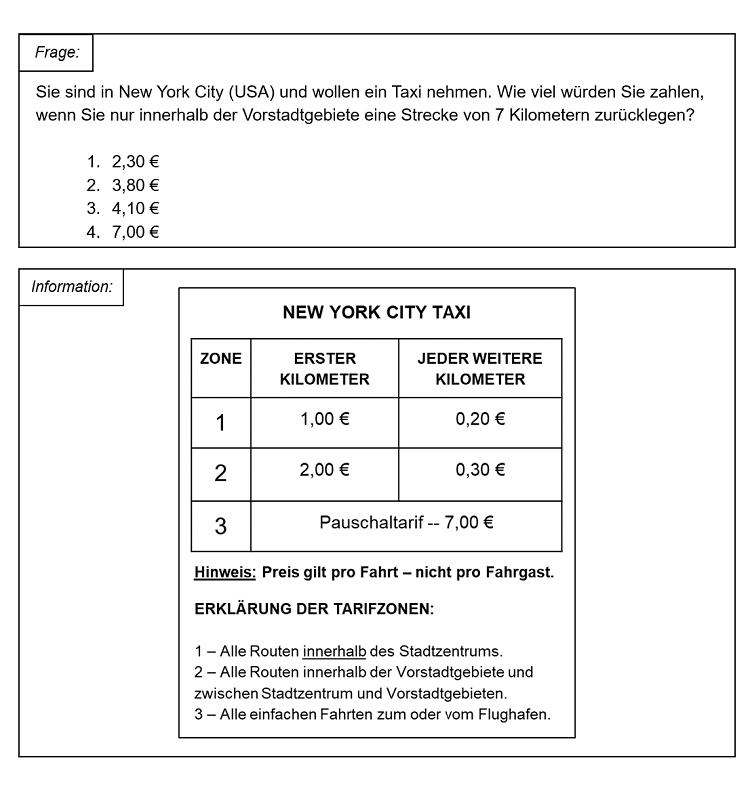 Frage:
Sie sind in New York City (USA) und wollen ein Taxi nehmen. Wie viel würden Sie zahlen,
wenn Sie nur innerhalb der Vorstadtgebiete eine Strecke von 7 Kilometern zurücklegen?
1. 2,30 €
2. 3,80 €
3. 4,10 €
4. 7,00 €
Information:
NEW YORK CITY TAXI
ZONE ERSTER KILOMETER JEDER WEITERE KILOMETER
1 1,00 € 0,20 €
2 2,00 € 0,30 €
3 Pauschaltarif -- 7,00 €
Hinweis: Preis gilt pro Fahrt – nicht pro Fahrgast.
ERKLÄRUNG DER TARIFZONEN:
1 – Alle Routen innerhalb des Stadtzentrums.
2 – Alle Routen innerhalb der Vorstadtgebiete und
zwischen Stadtzentrum und Vorstadtgebieten.
3 – Alle einfachen Fahrten zum oder vom Flughafen.